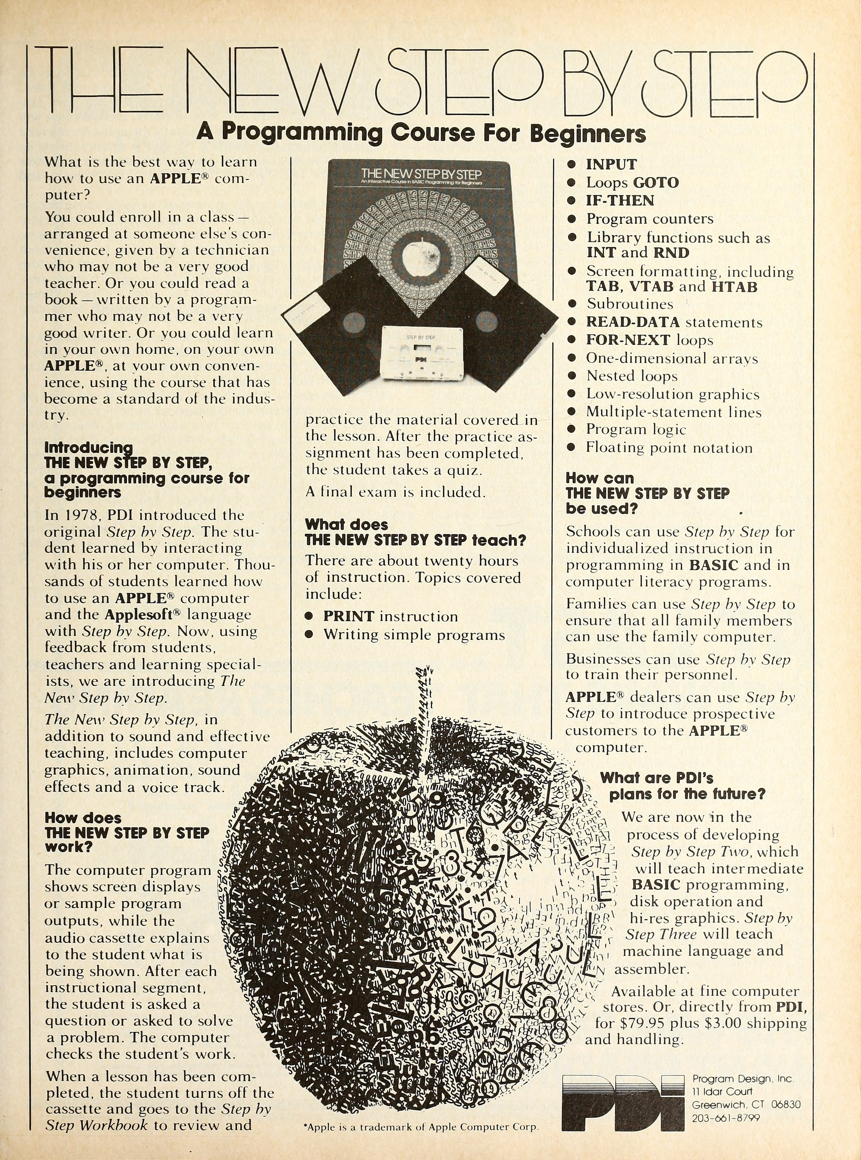 THE NEW STEP BY STEP
A Programming Course For Beginners
What is the best way to learn
how to use an APPLE® com-
puter?
You could enroll in a class —
arranged at someone else's con-
venience, given by a technician
who may not be a very good
teacher. Or you could read a
book — written by a program-
mer who may not be a very
good writer. Or you could learn
in your own home, on your own
APPLE®, at your own conven-
ience, using the course that has
become a standard of the indus-
try.
Introducing
THE NEW STEP BY STEP,
a programming course for
beginners
In 1978, PDI introduced the
original Step by Step. The stu-
dent learned by interacting
with his or her computer. Thou-
sands of students learned how
to use an APPLE® computer
and the Applesoft® language
with Step by Step. Now, using
feedback from students,
teachers and learning special-
ists, we are introducing The
New Step by Step.
The New Step by Step, in
addition to sound and effective
teaching, includes computer
graphics, animation, sound
effects and a voice track.
How does
THE NEW STEP BY STEP
work?
The computer program
shows screen displays
or sample program
outputs, while the
audio cassette explains
to the student what is
being shown. After each
instructional segment,
the student is asked a
question or asked to solve
a problem. The computer
checks the student's work.
When a lesson has been com-
pleted, the student turns off the
cassette and goes to the Step by
Step Workbook to review and
THE NEW STEP BY STEP
An Interactive Course in BASIC Programming for Beginners
STEP BY STEP
PDI
practice the material covered in
the lesson. After the practice as-
signment has been completed,
the student takes a quiz.
A final exam is included.
What does
THE NEW STEP BY STEP teach?
There are about twenty hours
of instruction. Topics covered
include:
● PRINT instruction
● Writing simple programs
● INPUT
● Loops GOTO
● IF-THEN
● Program counters
● Library functions such as
INT and RND
● Screen formatting, including
TAB, VTAB and HTAB
● Subroutines
● READ-DATA statements
● FOR-NEXT loops
● One-dimensional arrays
● Nested loops
● Low-resolution graphics
● Multiple-statement lines
● Program logic
● Floating point notation
How can
THE NEW STEP BY STEP
be used?
Schools can use Step by Step for
individualized instruction in
programming in BASIC and in
computer literacy programs.
Families can use Step by Step to
ensure that all family members
can use the family computer.
Businesses can use Step by Step
to train their personnel.
APPLE® dealers can use Step by
Step to introduce prospective
customers to the APPLE®
computer.
What are PDI's
plans for the future?
We are now in the
process of developing
Step by Step Two, which
will teach intermediate
BASIC programming,
disk operation and
hi-res graphics. Step by
Step Three will teach
machine language and
assembler.
Available at fine computer
stores. Or, directly from PDI,
for $79.95 plus $3.00 shipping
and handling.
*Apple is a trademark of Apple Computer Corp.
PDi
Program Design, Inc.
11 Idar Court
Greenwich, CT 06830
203-661-8799